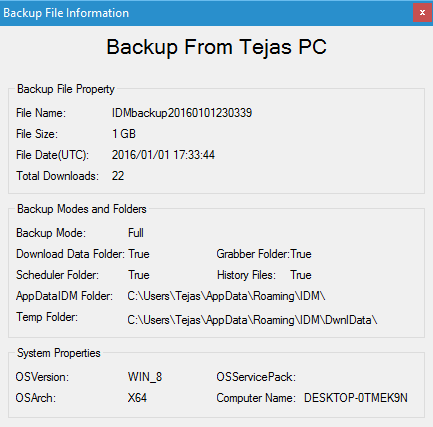 Backup File Information
x
Backup From Tejas PC
Backup File Property
File Name: IDMbackup20160101230339
File Size: 1 GB
File Date(UTC): 2016/01/01 17:33:44
Total Downloads: 22
Backup Modes and Folders
Backup Mode: Full
Download Data Folder: True Grabber Folder:True
Scheduler Folder: True History Files: True
AppDataIDM Folder: C:\Users\Tejas\AppData\Roaming\IDM\
Temp Folder: C:\Users\Tejas\AppData\Roaming\IDM\DwnlData\
System Properties
OSVersion: WIN_8 OSServicePack:
OSArch: X64 Computer Name: DESKTOP-0TMEK9N